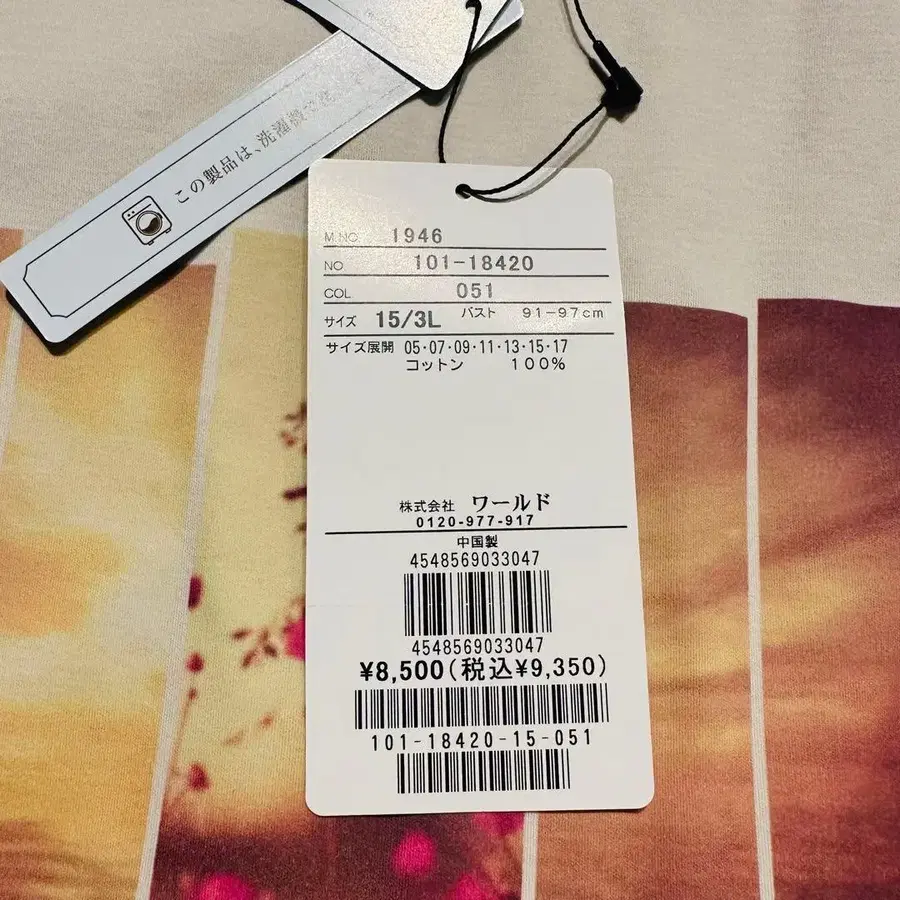 この製品は、洗濯機で
M.NO. 1946
NO. 101-18420
COL. 051
サイズ 15/3L バスト 91-97cm
サイズ展開 05・07・09・11・13・15・17
コットン 100%
株式会社 ワールド
0120-977-917
中国製
4548569033047
4548569033047
¥8,500(税込¥9,350)
101-18420-15-051